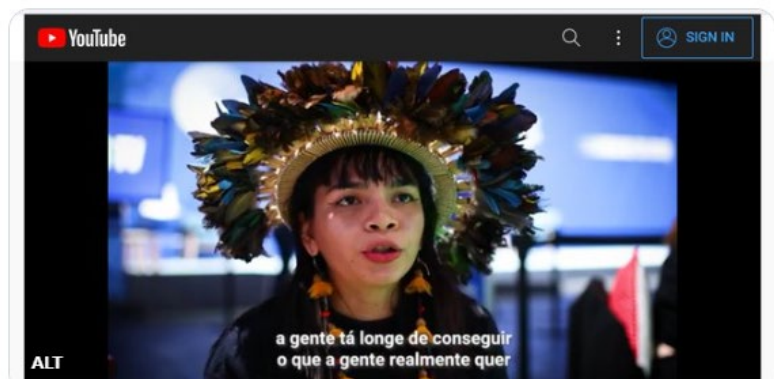 YouTube
SIGN IN
a gente tá longe de conseguir
o que a gente realmente quer
ALT